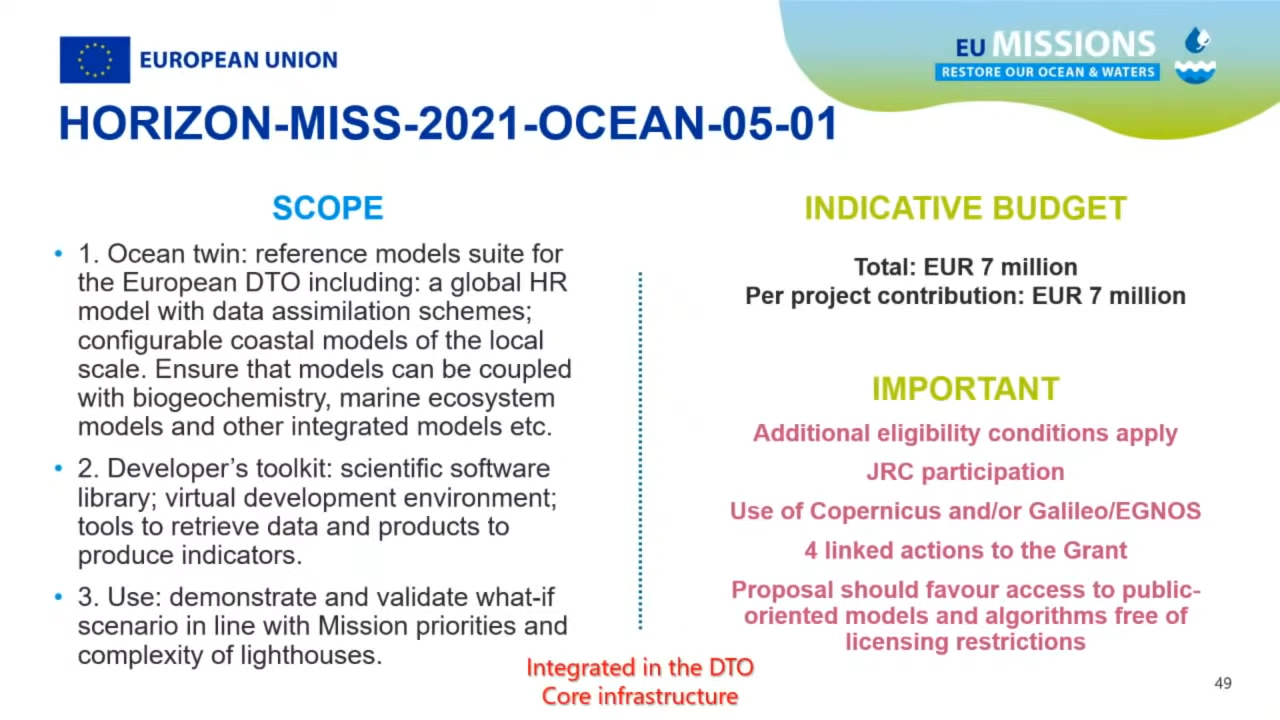 EUROPEAN UNION
EU MISSIONS
RESTORE OUR OCEAN & WATERS
HORIZON-MISS-2021-OCEAN-05-01
SCOPE
• 1. Ocean twin: reference models suite for
the European DTO including: a global HR
model with data assimilation schemes;
configurable coastal models of the local
scale. Ensure that models can be coupled
with biogeochemistry, marine ecosystem
models and other integrated models etc.
• 2. Developer’s toolkit: scientific software
library; virtual development environment;
tools to retrieve data and products to
produce indicators.
• 3. Use: demonstrate and validate what-if
scenario in line with Mission priorities and
complexity of lighthouses.
INDICATIVE BUDGET
Total: EUR 7 million
Per project contribution: EUR 7 million
IMPORTANT
Additional eligibility conditions apply
JRC participation
Use of Copernicus and/or Galileo/EGNOS
4 linked actions to the Grant
Proposal should favour access to public-
oriented models and algorithms free of
licensing restrictions
Integrated in the DTO
Core infrastructure
49